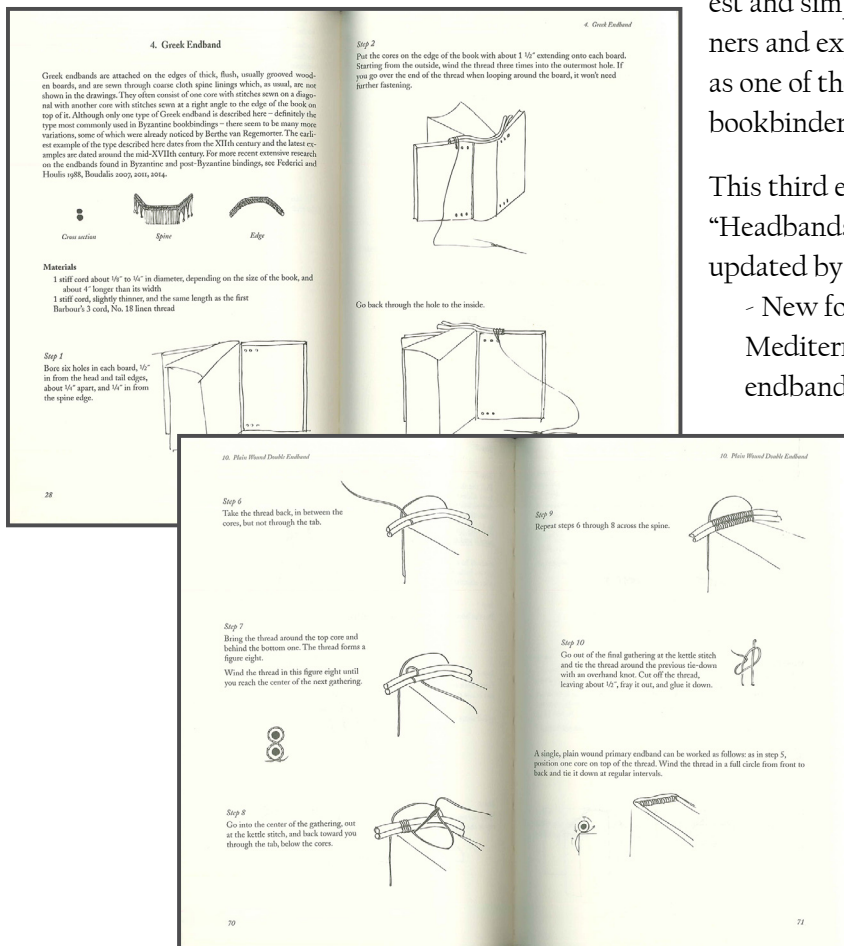 4. Greek Endband
Greek endbands are attached on the edges of thick, flush, usually grooved wood-
en boards, and are sewn through coarse cloth spine linings which, as usual, are not
shown in the drawings. They often consist of one core with stitches sewn on a diago-
nal with another core with stitches sewn at a right angle to the edge of the book on
top of it. Although only one type of Greek endband is described here – definitely the
type most commonly used in Byzantine bookbindings – there seem to be many more
variations, some of which were already noticed by Berthe van Regemorter. The earli-
est example of the type described here dates from the XIIth century and the latest ex-
amples are dated around the mid-XVIIth century. For more recent extensive research
on the endbands found in Byzantine and post-Byzantine bindings, see Federici and
Houlis 1988, Boudalis 2007, 2011, 2014.
Cross section
Spine
Edge
Materials
1 stiff cord about 1/8″ to 1/4″ in diameter, depending on the size of the book, and
about 4″ longer than its width
1 stiff cord, slightly thinner, and the same length as the first
Barbour's 3 cord, No. 18 linen thread
Step 1
Bore six holes in each board, 1/2″
in from the head and tail edges,
about 1/4″ apart, and 1/4″ in from
the spine edge.
28
4. Greek Endband
Step 2
Put the cores on the edge of the book with about 1 1/2″ extending onto each board.
Starting from the outside, wind the thread three times into the outermost hole. If
you go over the end of the thread when looping around the board, it won't need
further fastening.
Go back through the hole to the inside.
est and sim
ners and ex
as one of th
bookbinder
This third e
“Headbands
updated by
- New fo
Mediterr
endband
10. Plain Wound Double Endband
Step 6
Take the thread back, in between the
cores, but not through the tab.
Step 7
Bring the thread around the top core and
behind the bottom one. The thread forms a
figure eight.
Wind the thread in this figure eight until
you reach the center of the next gathering.
Step 8
Go into the center of the gathering, out
at the kettle stitch, and back toward you
through the tab, below the cores.
70
10. Plain Wound Double Endband
Step 9
Repeat steps 6 through 8 across the spine.
Step 10
Go out of the final gathering at the kettle stitch
and tie the thread around the previous tie-down
with an overhand knot. Cut off the thread,
leaving about 1/2″, fray it out, and glue it down.
A single, plain wound primary endband can be worked as follows: as in step 5,
position one core on top of the thread. Wind the thread in a full circle from front to
back and tie it down at regular intervals.
71